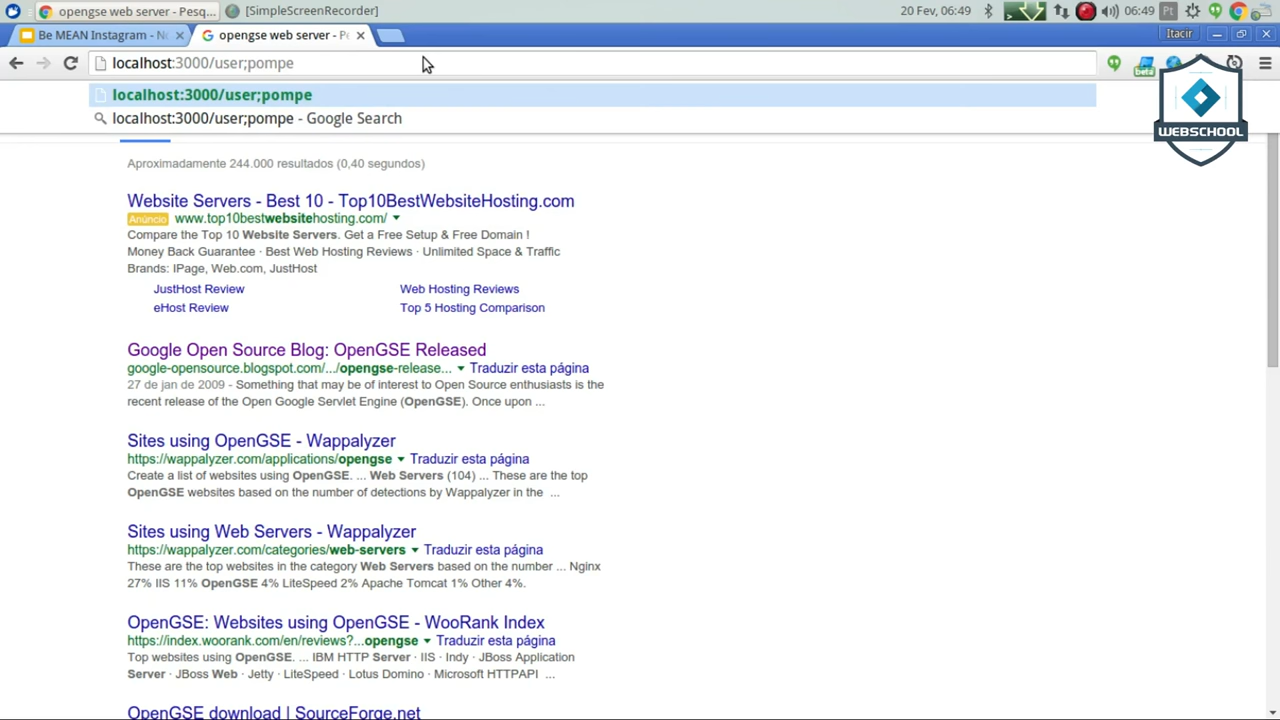 opengse web server - Pesq...
[SimpleScreenRecorder]
20 Fev, 06:49
06:49
Pt
Be MEAN Instagram - No
opengse web server - Pe
Itacir
localhost:3000/user;pompe
beta
localhost:3000/user;pompe
localhost:3000/user;pompe - Google Search
WEBSCHOOL
Aproximadamente 244.000 resultados (0,40 segundos)
Website Servers - Best 10 - Top10BestWebsiteHosting.com
Anúncio www.top10bestwebsitehosting.com/
Compare the Top 10 Website Servers. Get a Free Setup & Free Domain !
Money Back Guarantee · Best Web Hosting Reviews · Unlimited Space & Traffic
Brands: IPage, Web.com, JustHost
JustHost Review Web Hosting Reviews
eHost Review Top 5 Hosting Comparison
Google Open Source Blog: OpenGSE Released
google-opensource.blogspot.com/.../opengse-release... Traduzir esta página
27 de jan de 2009 - Something that may be of interest to Open Source enthusiasts is the
recent release of the Open Google Servlet Engine (OpenGSE). Once upon ...
Sites using OpenGSE - Wappalyzer
https://wappalyzer.com/applications/opengse Traduzir esta página
Create a list of websites using OpenGSE. ... Web Servers (104) ... These are the top
OpenGSE websites based on the number of detections by Wappalyzer in the ...
Sites using Web Servers - Wappalyzer
https://wappalyzer.com/categories/web-servers Traduzir esta página
These are the top websites in the category Web Servers based on the number ... Nginx
27% IIS 11% OpenGSE 4% LiteSpeed 2% Apache Tomcat 1% Other 4%.
OpenGSE: Websites using OpenGSE - WooRank Index
https://index.woorank.com/en/reviews?...opengse Traduzir esta página
Top websites using OpenGSE. ... IBM HTTP Server · IIS · Indy · JBoss Application
Server · JBoss Web · Jetty · LiteSpeed · Lotus Domino · Microsoft HTTPAPI ...
OpenGSE download | SourceForge.net